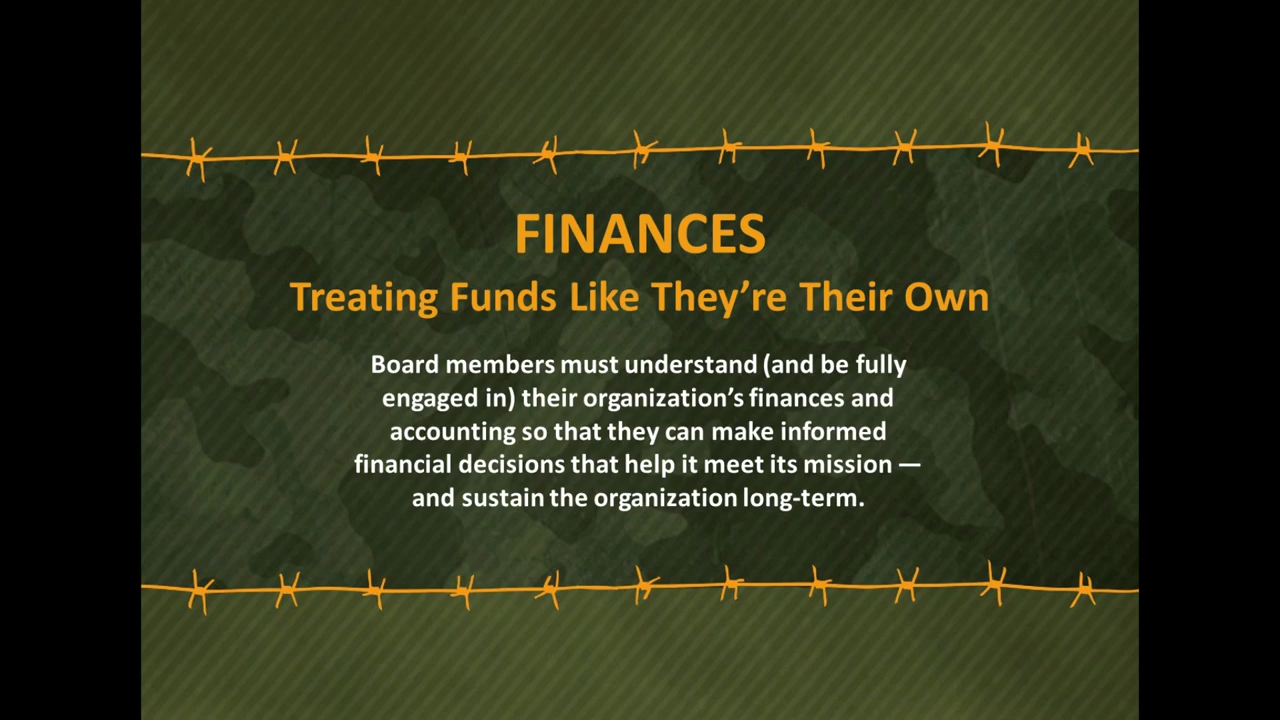 FINANCES
Treating Funds Like They’re Their Own
Board members must understand (and be fully
engaged in) their organization’s finances and
accounting so that they can make informed
financial decisions that help it meet its mission —
and sustain the organization long-term.